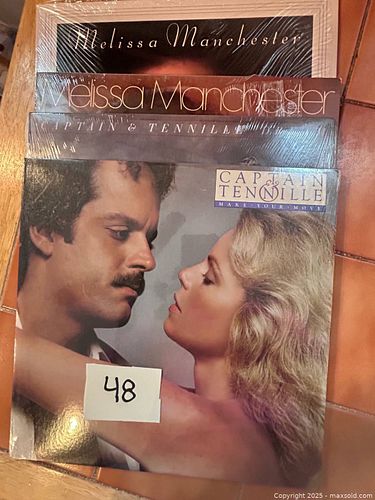 Melissa Manchester
Melissa Manchester
CAPTAIN & TENNILLE
CAPTAIN
&
TENNILLE
MAKE YOUR MOVE
48
Copyright 2025 - maxsold.com